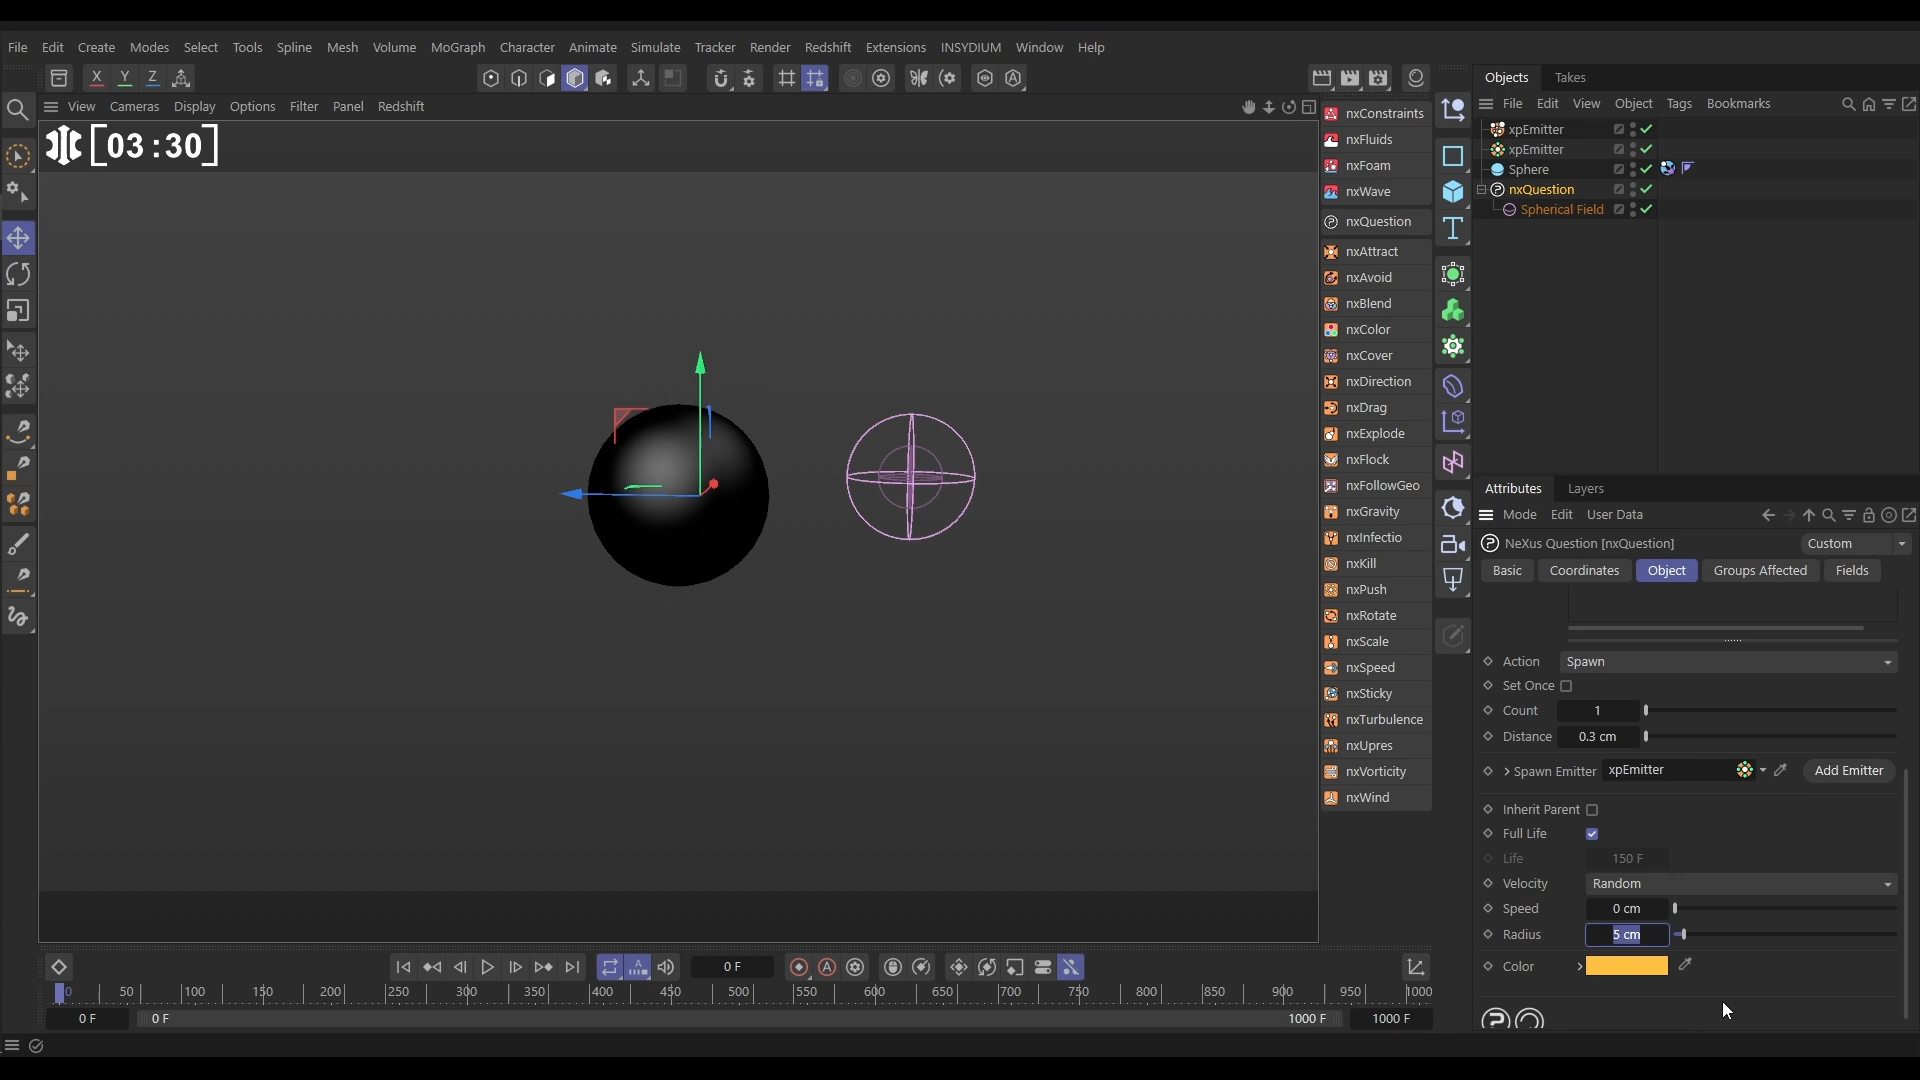 File Edit Create Modes Select Tools Spline Mesh Volume MoGraph Character Animate Simulate Tracker Render Redshift Extensions INSYDIUM Window Help
X Y Z
Objects Takes
View Cameras Display Options Filter Panel Redshift
File Edit View Object Tags Bookmarks
[03:30]
nxConstraints
nxFluids
nxFoam
nxWave
nxQuestion
nxAttract
nxAvoid
nxBlend
nxColor
nxCover
nxDirection
nxDrag
nxExplode
nxFlock
nxFollowGeo
nxGravity
nxInfectio
nxKill
nxPush
nxRotate
nxScale
nxSpeed
nxSticky
nxTurbulence
nxUpres
nxVorticity
nxWind
xpEmitter
xpEmitter
Sphere
nxQuestion
Spherical Field
Attributes Layers
Mode Edit User Data
NeXus Question [nxQuestion] Custom
Basic Coordinates Object Groups Affected Fields
Action Spawn
Set Once
Count 1
Distance 0.3 cm
Spawn Emitter xpEmitter Add Emitter
Inherit Parent
Full Life
Life 150 F
Velocity Random
Speed 0 cm
Radius 5 cm
Color
0 F
0 50 100 150 200 250 300 350 400 450 500 550 600 650 700 750 800 850 900 950 1000
0 F 0 F 1000 F 1000 F